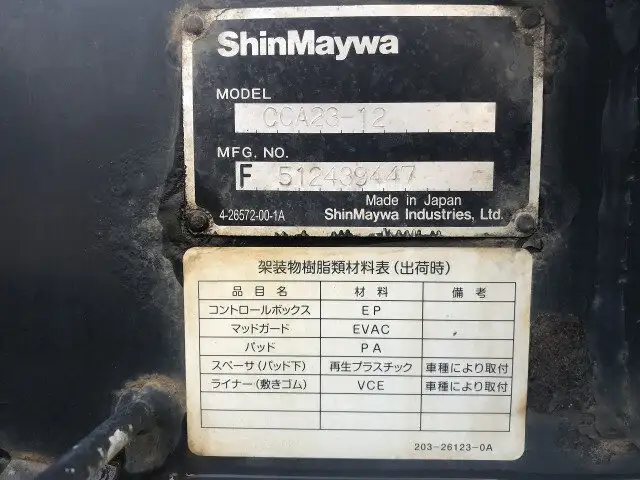 ShinMaywa
MODEL
CCA2G-12
MFG. NO.
F 512439447
Made in Japan
4-26572-00-1A ShinMaywa Industries, Ltd.
架装物樹脂類材料表(出荷時)
品目名 材料 備考
コントロールボックス EP
マッドガード EVAC
パッド PA
スペーサ(パッド下) 再生プラスチック 車種により取付
ライナー(敷きゴム) VCE 車種により取付
203-26123-0A